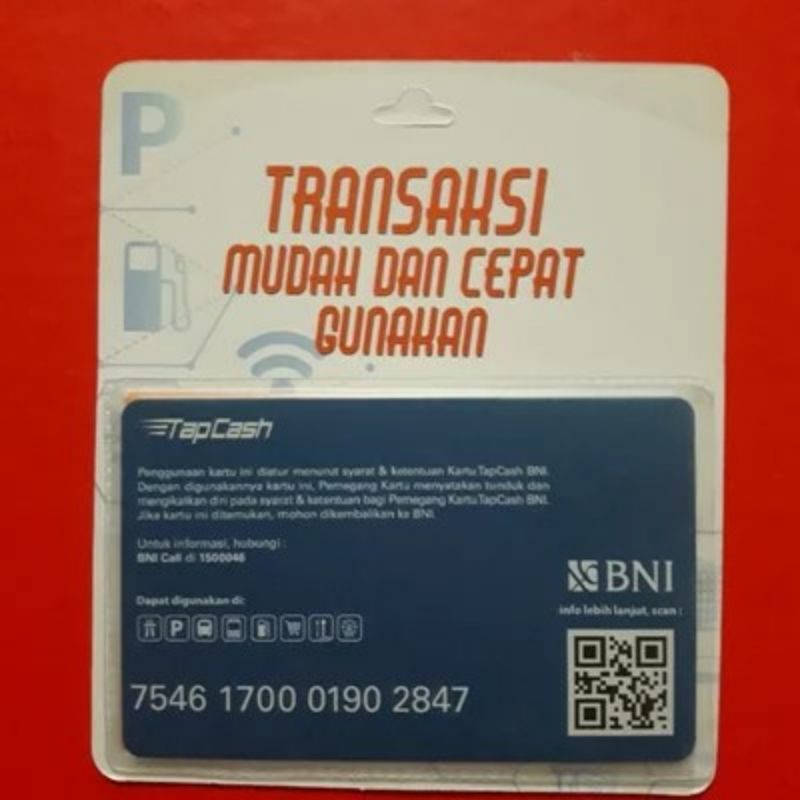 P
TRANSAKSI
MUDAH DAN CEPAT
GUNAKAN
TapCash
Penggunaan kartu ini diatur menurut syarat & ketentuan Kartu TapCash BNI.
Dengan digunakannya kartu ini, Pemegang Kartu menyatakan tunduk dan
mengikatkan diri pada syarat & ketentuan bagi Pemegang Kartu TapCash BNI.
Jika kartu ini ditemukan, mohon dikembalikan ke BNI.
Untuk informasi, hubungi :
BNI Call di 1500046
BNI
info lebih lanjut, scan :
Dapat digunakan di:
P
7546 1700 0190 2847